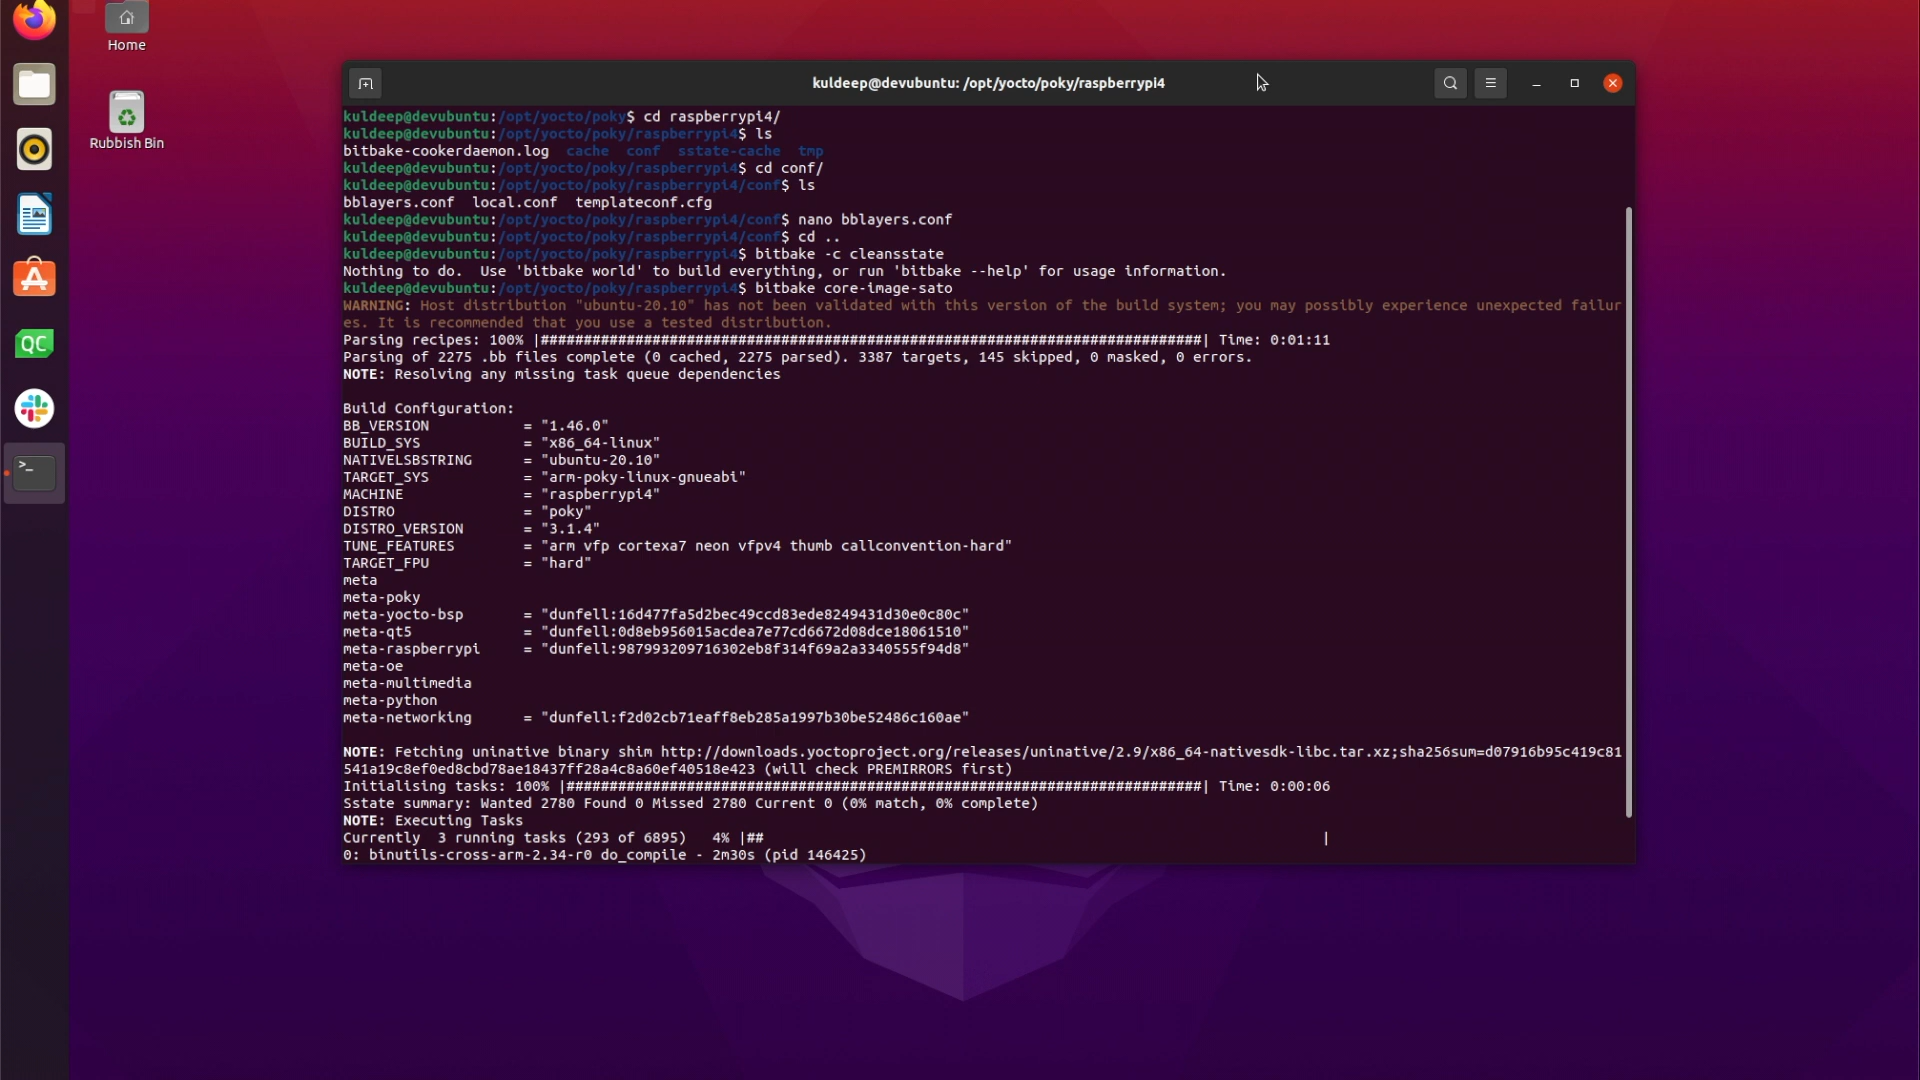 Home
Rubbish Bin
QC
kuldeep@devubuntu: /opt/yocto/poky/raspberrypi4
kuldeep@devubuntu:/opt/yocto/poky$ cd raspberrypi4/
kuldeep@devubuntu:/opt/yocto/poky/raspberrypi4$ ls
bitbake-cookerdaemon.log  cache  conf  sstate-cache  tmp
kuldeep@devubuntu:/opt/yocto/poky/raspberrypi4$ cd conf/
kuldeep@devubuntu:/opt/yocto/poky/raspberrypi4/conf$ ls
bblayers.conf  local.conf  templateconf.cfg
kuldeep@devubuntu:/opt/yocto/poky/raspberrypi4/conf$ nano bblayers.conf
kuldeep@devubuntu:/opt/yocto/poky/raspberrypi4/conf$ cd ..
kuldeep@devubuntu:/opt/yocto/poky/raspberrypi4$ bitbake -c cleansstate
Nothing to do.  Use 'bitbake world' to build everything, or run 'bitbake --help' for usage information.
kuldeep@devubuntu:/opt/yocto/poky/raspberrypi4$ bitbake core-image-sato
WARNING: Host distribution "ubuntu-20.10" has not been validated with this version of the build system; you may possibly experience unexpected failur
es. It is recommended that you use a tested distribution.
Parsing recipes: 100% |#############################################################################| Time: 0:01:11
Parsing of 2275 .bb files complete (0 cached, 2275 parsed). 3387 targets, 145 skipped, 0 masked, 0 errors.
NOTE: Resolving any missing task queue dependencies
Build Configuration:
BB_VERSION           = "1.46.0"
BUILD_SYS            = "x86_64-linux"
NATIVELSBSTRING      = "ubuntu-20.10"
TARGET_SYS           = "arm-poky-linux-gnueabi"
MACHINE              = "raspberrypi4"
DISTRO               = "poky"
DISTRO_VERSION       = "3.1.4"
TUNE_FEATURES        = "arm vfp cortexa7 neon vfpv4 thumb callconvention-hard"
TARGET_FPU           = "hard"
meta
meta-poky
meta-yocto-bsp       = "dunfell:16d477fa5d2bec49ccd83ede8249431d30e0c80c"
meta-qt5             = "dunfell:0d8eb956015acdea7e77cd6672d08dce18061510"
meta-raspberrypi     = "dunfell:987993209716302eb8f314f69a2a3340555f94d8"
meta-oe
meta-multimedia
meta-python
meta-networking      = "dunfell:f2d02cb71eaff8eb285a1997b30be52486c160ae"
NOTE: Fetching uninative binary shim http://downloads.yoctoproject.org/releases/uninative/2.9/x86_64-nativesdk-libc.tar.xz;sha256sum=d07916b95c419c81
541a19c8ef0ed8cbd78ae18437ff28a4c8a60ef40518e423 (will check PREMIRRORS first)
Initialising tasks: 100% |##########################################################################| Time: 0:00:06
Sstate summary: Wanted 2780 Found 0 Missed 2780 Current 0 (0% match, 0% complete)
NOTE: Executing Tasks
Currently  3 running tasks (293 of 6895)   4% |##                                                                 |
0: binutils-cross-arm-2.34-r0 do_compile - 2m30s (pid 146425)